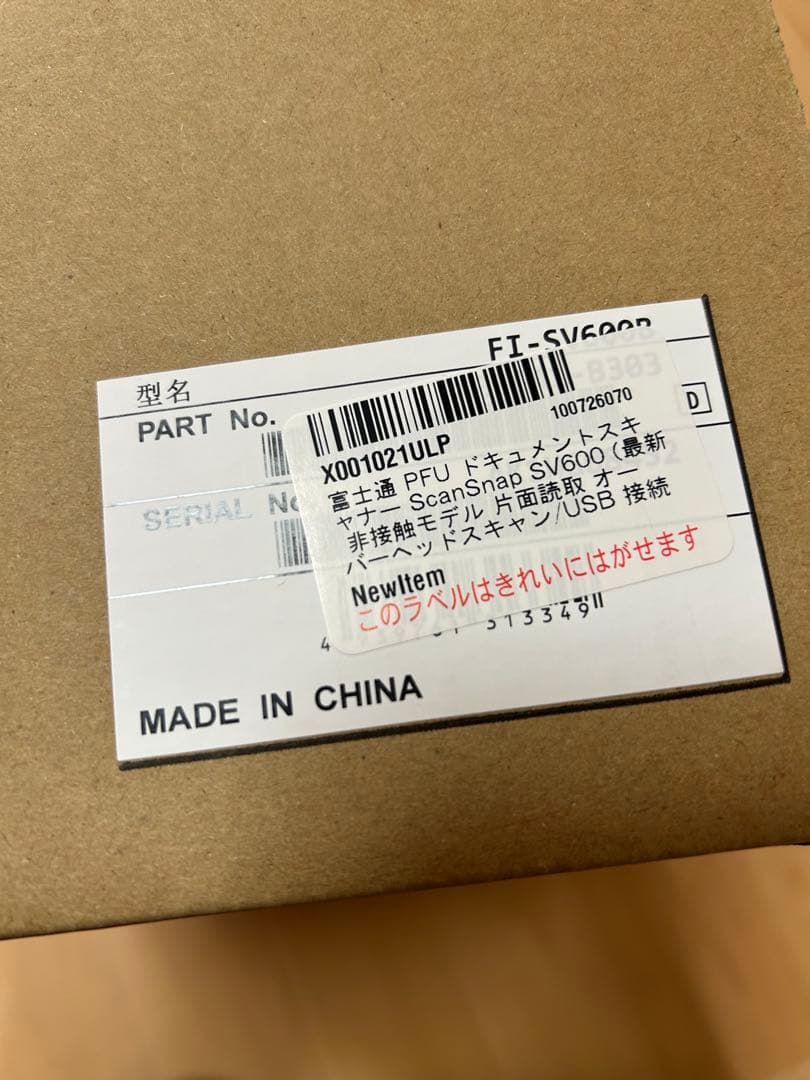 型名
FI-SV600B
PART No.
-B303
D
100726070
X001021ULP
SERIAL No
富士通 PFU ドキュメントスキ
ャナー ScanSnap SV600 (最新
非接触モデル 片面読取 オー
バーヘッドスキャン/USB 接続
NewItem
このラベルはきれいにはがせます
313349
MADE IN CHINA